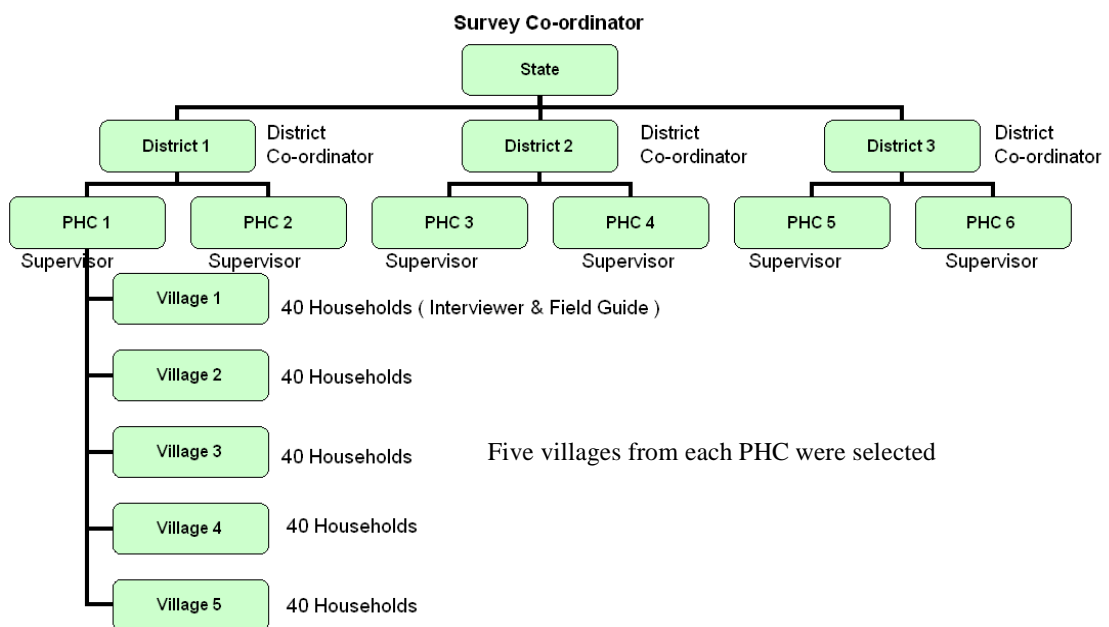 Survey Co-ordinator
State
District 1
District
Co-ordinator
District 2
District
Co-ordinator
District 3
District
Co-ordinator
PHC 1
PHC 2
PHC 3
PHC 4
PHC 5
PHC 6
Supervisor
Supervisor
Supervisor
Supervisor
Supervisor
Supervisor
Village 1
40 Households ( Interviewer & Field Guide )
Village 2
40 Households
Village 3
40 Households
Five villages from each PHC were selected
Village 4
40 Households
Village 5
40 Households